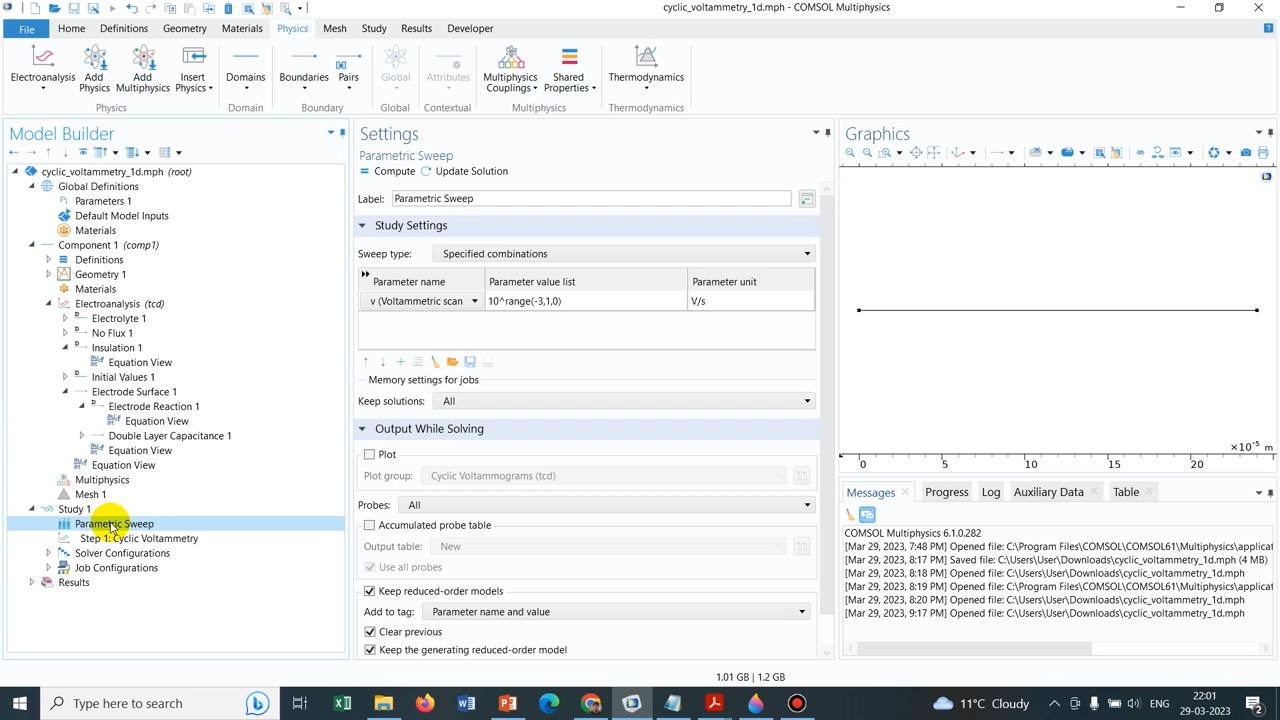 cyclic_voltammetry_1d.mph - COMSOL Multiphysics
File Home Definitions Geometry Materials Physics Mesh Study Results Developer
Electroanalysis
Add Physics
Add Multiphysics
Insert Physics
Domains
Boundaries
Pairs
Global
Attributes
Multiphysics Couplings
Shared Properties
Thermodynamics
Physics Domain Boundary Global Contextual Multiphysics Thermodynamics
Model Builder
cyclic_voltammetry_1d.mph (root)
Global Definitions
Parameters 1
Default Model Inputs
Materials
Component 1 (comp1)
Definitions
Geometry 1
Materials
Electroanalysis (tcd)
Electrolyte 1
No Flux 1
Insulation 1
Equation View
Initial Values 1
Electrode Surface 1
Electrode Reaction 1
Equation View
Double Layer Capacitance 1
Equation View
Equation View
Multiphysics
Mesh 1
Study 1
Parametric Sweep
Step 1: Cyclic Voltammetry
Solver Configurations
Job Configurations
Results
Settings
Parametric Sweep
= Compute Update Solution
Label: Parametric Sweep
Study Settings
Sweep type: Specified combinations
Parameter name Parameter value list Parameter unit
v (Voltammetric scan 10^range(-3,1,0) V/s
Memory settings for jobs
Keep solutions: All
Output While Solving
Plot
Plot group: Cyclic Voltammograms (tcd)
Probes: All
Accumulated probe table
Output table: New
Use all probes
Keep reduced-order models
Add to tag: Parameter name and value
Clear previous
Keep the generating reduced-order model
Graphics
×10⁻⁵ m
0 5 10 15 20
Messages Progress Log Auxiliary Data Table
COMSOL Multiphysics 6.1.0.282
[Mar 29, 2023, 7:48 PM] Opened file: C:\Program Files\COMSOL\COMSOL61\Multiphysics\applicat
[Mar 29, 2023, 8:17 PM] Saved file: C:\Users\User\Downloads\cyclic_voltammetry_1d.mph (4 MB)
[Mar 29, 2023, 8:18 PM] Opened file: C:\Users\User\Downloads\cyclic_voltammetry_1d.mph
[Mar 29, 2023, 8:19 PM] Opened file: C:\Program Files\COMSOL\COMSOL61\Multiphysics\applicat
[Mar 29, 2023, 8:20 PM] Opened file: C:\Users\User\Downloads\cyclic_voltammetry_1d.mph
[Mar 29, 2023, 9:17 PM] Opened file: C:\Users\User\Downloads\cyclic_voltammetry_1d.mph
1.01 GB | 1.2 GB
Type here to search
11°C Cloudy
ENG
22:01
29-03-2023
2